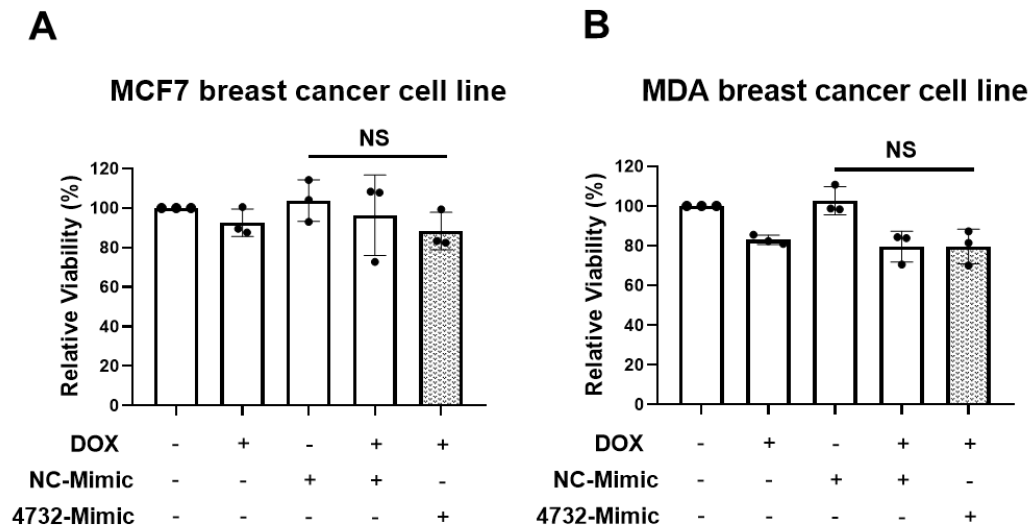 A
MCF7 breast cancer cell line
NS
Relative Viability (%)
120
100
80
60
40
20
0
DOX - + - + +
NC-Mimic - - + + -
4732-Mimic - - - - +
B
MDA breast cancer cell line
NS
Relative Viability (%)
120
100
80
60
40
20
0
DOX - + - + +
NC-Mimic - - + + -
4732-Mimic - - - - +